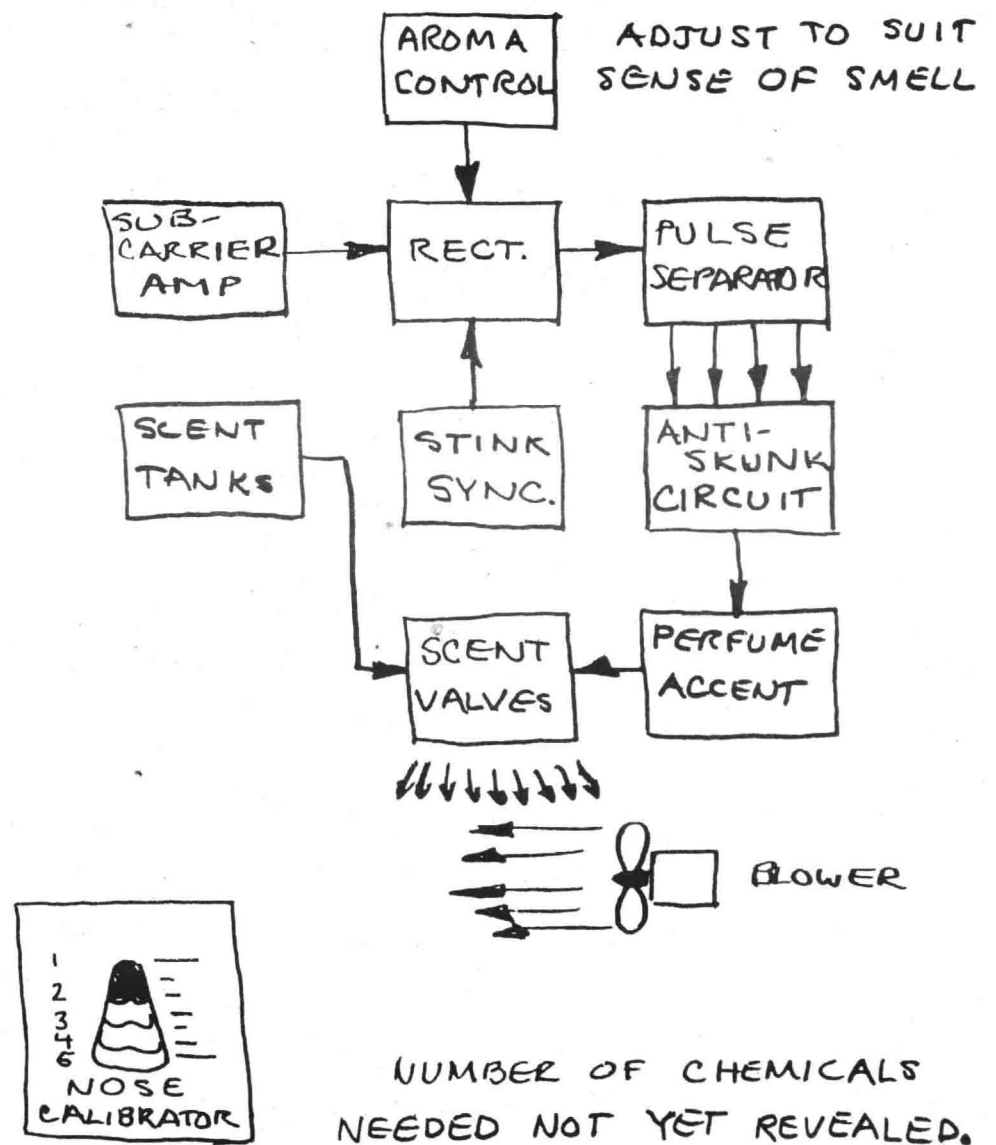 AROMA
CONTROL
ADJUST TO SUIT
SENSE OF SMELL
SUB-
CARRIER
AMP
RECT.
PULSE
SEPARATOR
SCENT
TANKS
STINK
SYNC.
ANTI-
SKUNK
CIRCUIT
SCENT
VALVES
PERFUME
ACCENT
BLOWER
1
2
3
4
5
NOSE
CALIBRATOR
NUMBER OF CHEMICALS
NEEDED NOT YET REVEALED.